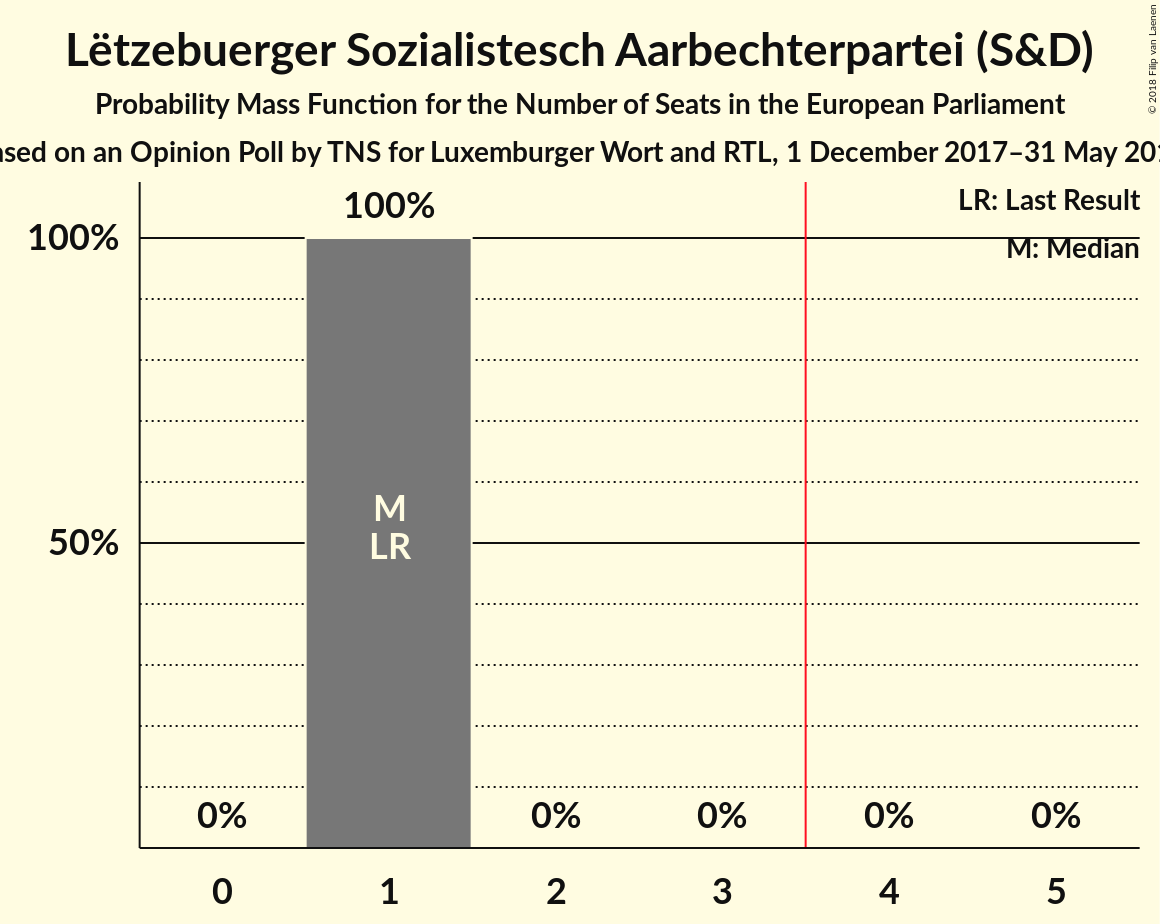 Lëtzebuerger Sozialistesch Aarbechterpartei (S&D)
Probability Mass Function for the Number of Seats in the European Parliament
on an Opinion Poll by TNS for Luxemburger Wort and RTL, 1 December 2017–31 May
© 2018 Filip van Laenen
LR: Last Result
M: Median
100%
100%
50%
M
LR
0%
0%
0%
0%
0%
0
1
2
3
4
5